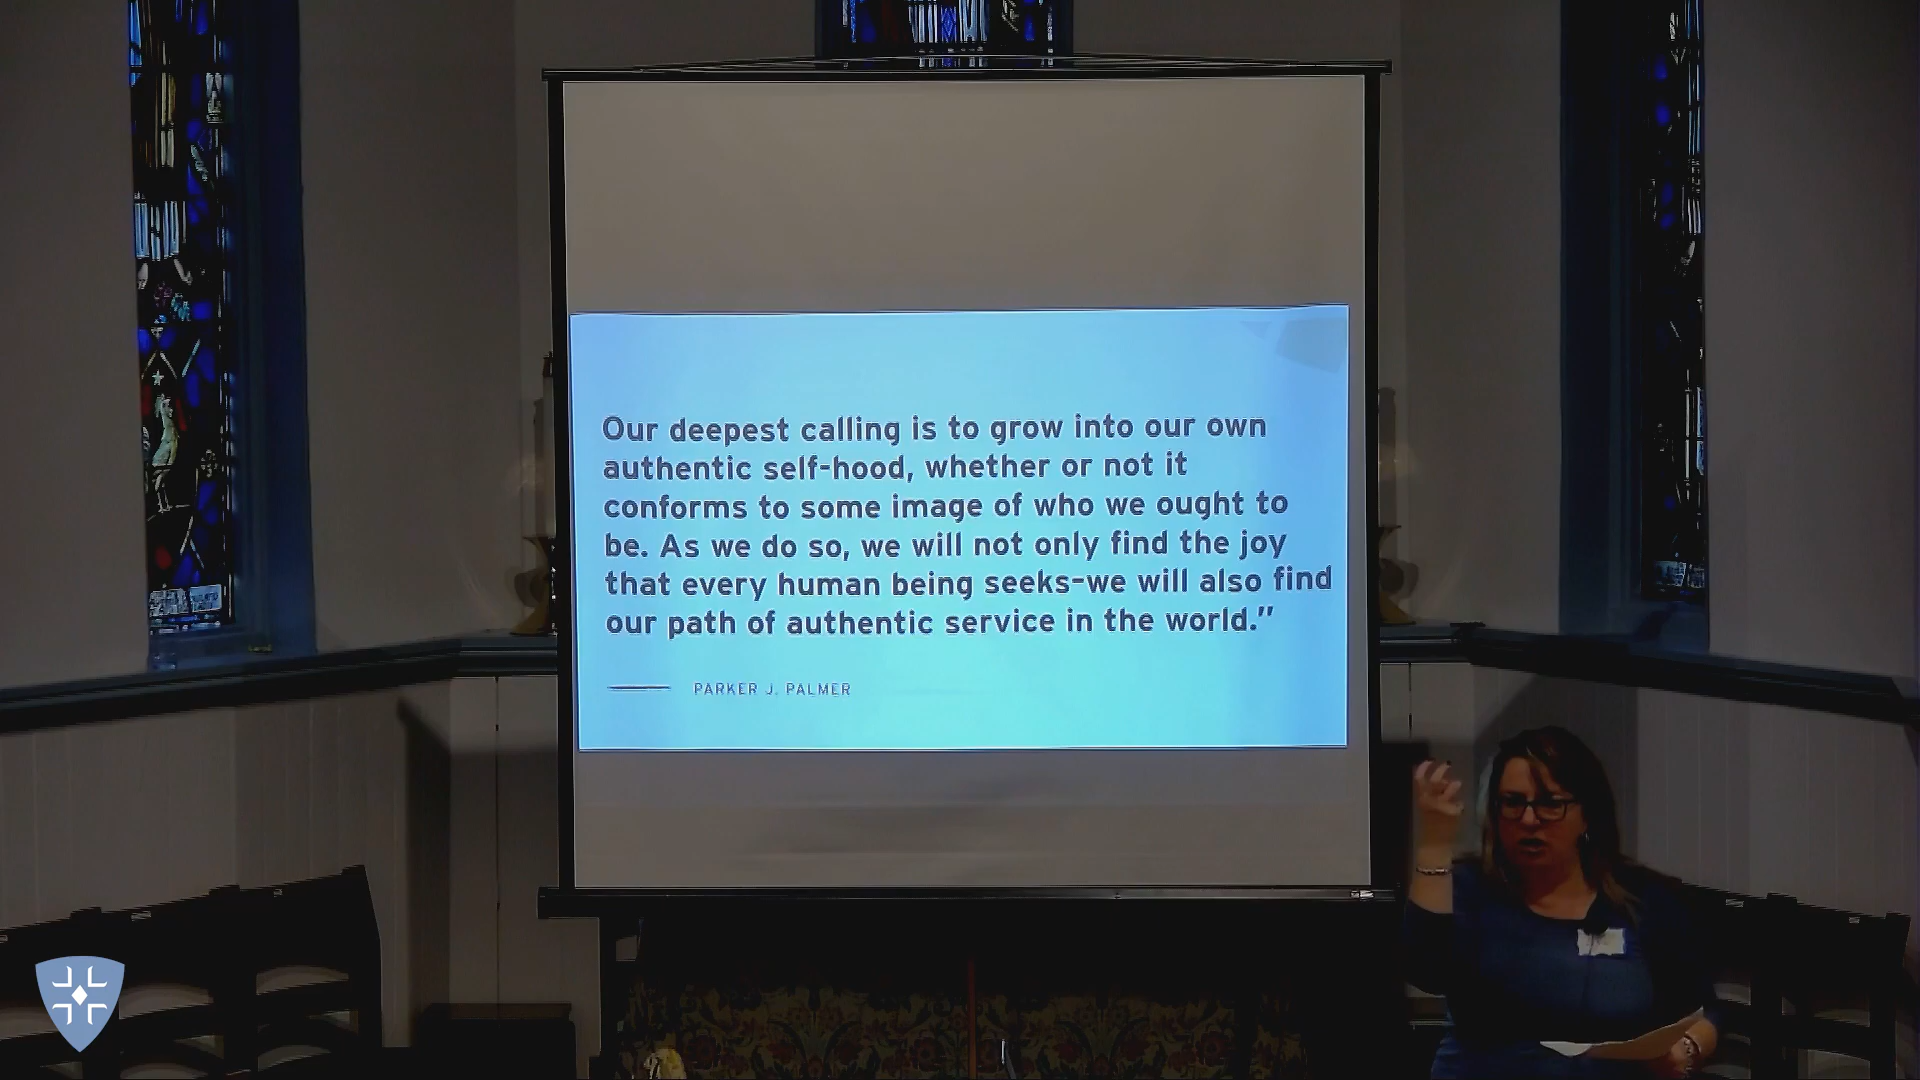 Our deepest calling is to grow into our own
authentic self-hood, whether or not it
conforms to some image of who we ought to
be. As we do so, we will not only find the joy
that every human being seeks-we will also find
our path of authentic service in the world.”
PARKER J. PALMER